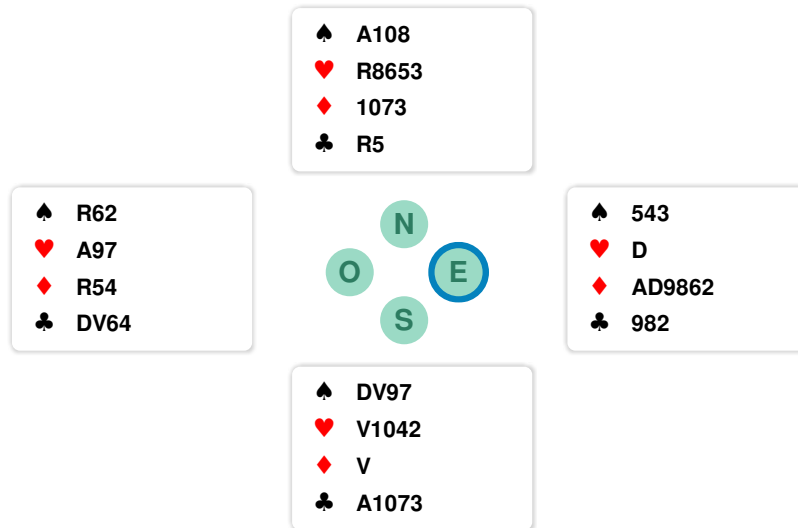 ♠ A108
♥ R8653
♦ 1073
♣ R5
♠ R62
♥ A97
♦ R54
♣ DV64
N
O
E
S
♠ 543
♥ D
♦ AD9862
♣ 982
♠ DV97
♥ V1042
♦ V
♣ A1073